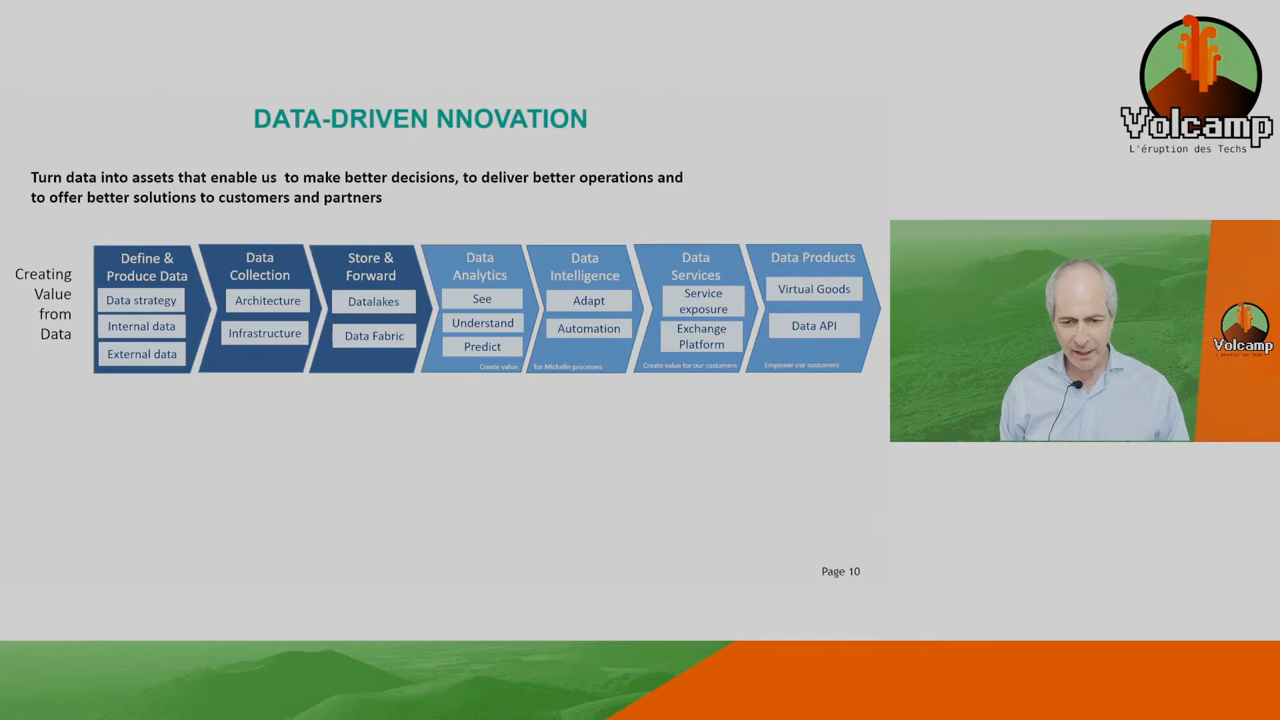 Volcamp
L'éruption des Techs
DATA-DRIVEN NNOVATION
Turn data into assets that enable us to make better decisions, to deliver better operations and
to offer better solutions to customers and partners
Creating
Value
from
Data
Define &
Produce Data
Data strategy
Internal data
External data
Data
Collection
Architecture
Infrastructure
Store &
Forward
Datalakes
Data Fabric
Data
Analytics
See
Understand
Predict
Create value
Data
Intelligence
Adapt
Automation
for Michelin processes
Data
Services
Service
exposure
Exchange
Platform
Create value for our customers
Data Products
Virtual Goods
Data API
Empower our customers
Volcamp
L'éruption des Techs
Page 10